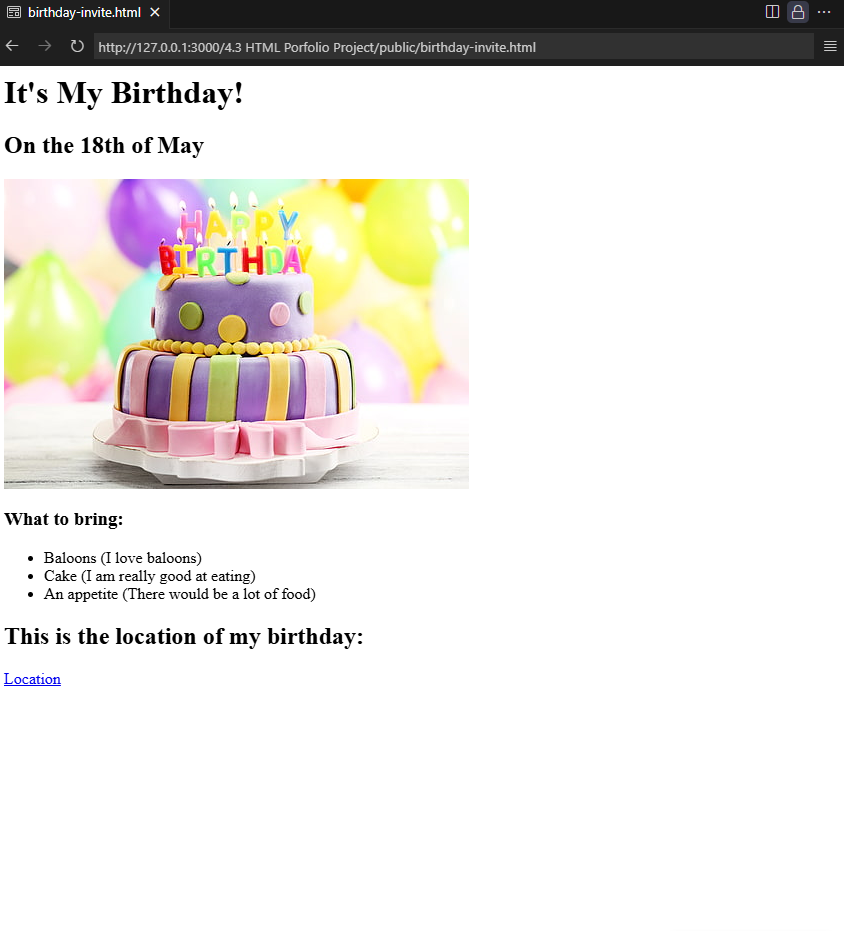 birthday-invite.html
http://127.0.0.1:3000/4.3 HTML Porfolio Project/public/birthday-invite.html
It's My Birthday!
On the 18th of May
HAPPY
BIRTHDAY
What to bring:
Baloons (I love baloons)
Cake (I am really good at eating)
An appetite (There would be a lot of food)
This is the location of my birthday:
Location